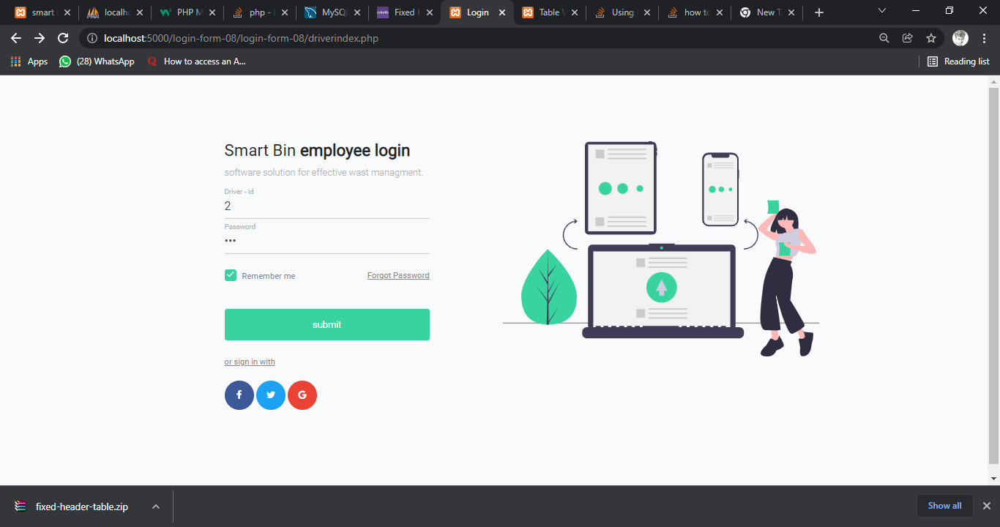 smart
localho
PHP M
php -
MySQL
Fixed
Login
Table
Using
how to
New T
localhost:5000/login-form-08/login-form-08/driverindex.php
Apps
(28) WhatsApp
How to access an A...
Reading list
Smart Bin employee login
software solution for effective wast managment.
Driver - id
2
Password
•••
Remember me
Forgot Password
submit
or sign in with
fixed-header-table.zip
Show all